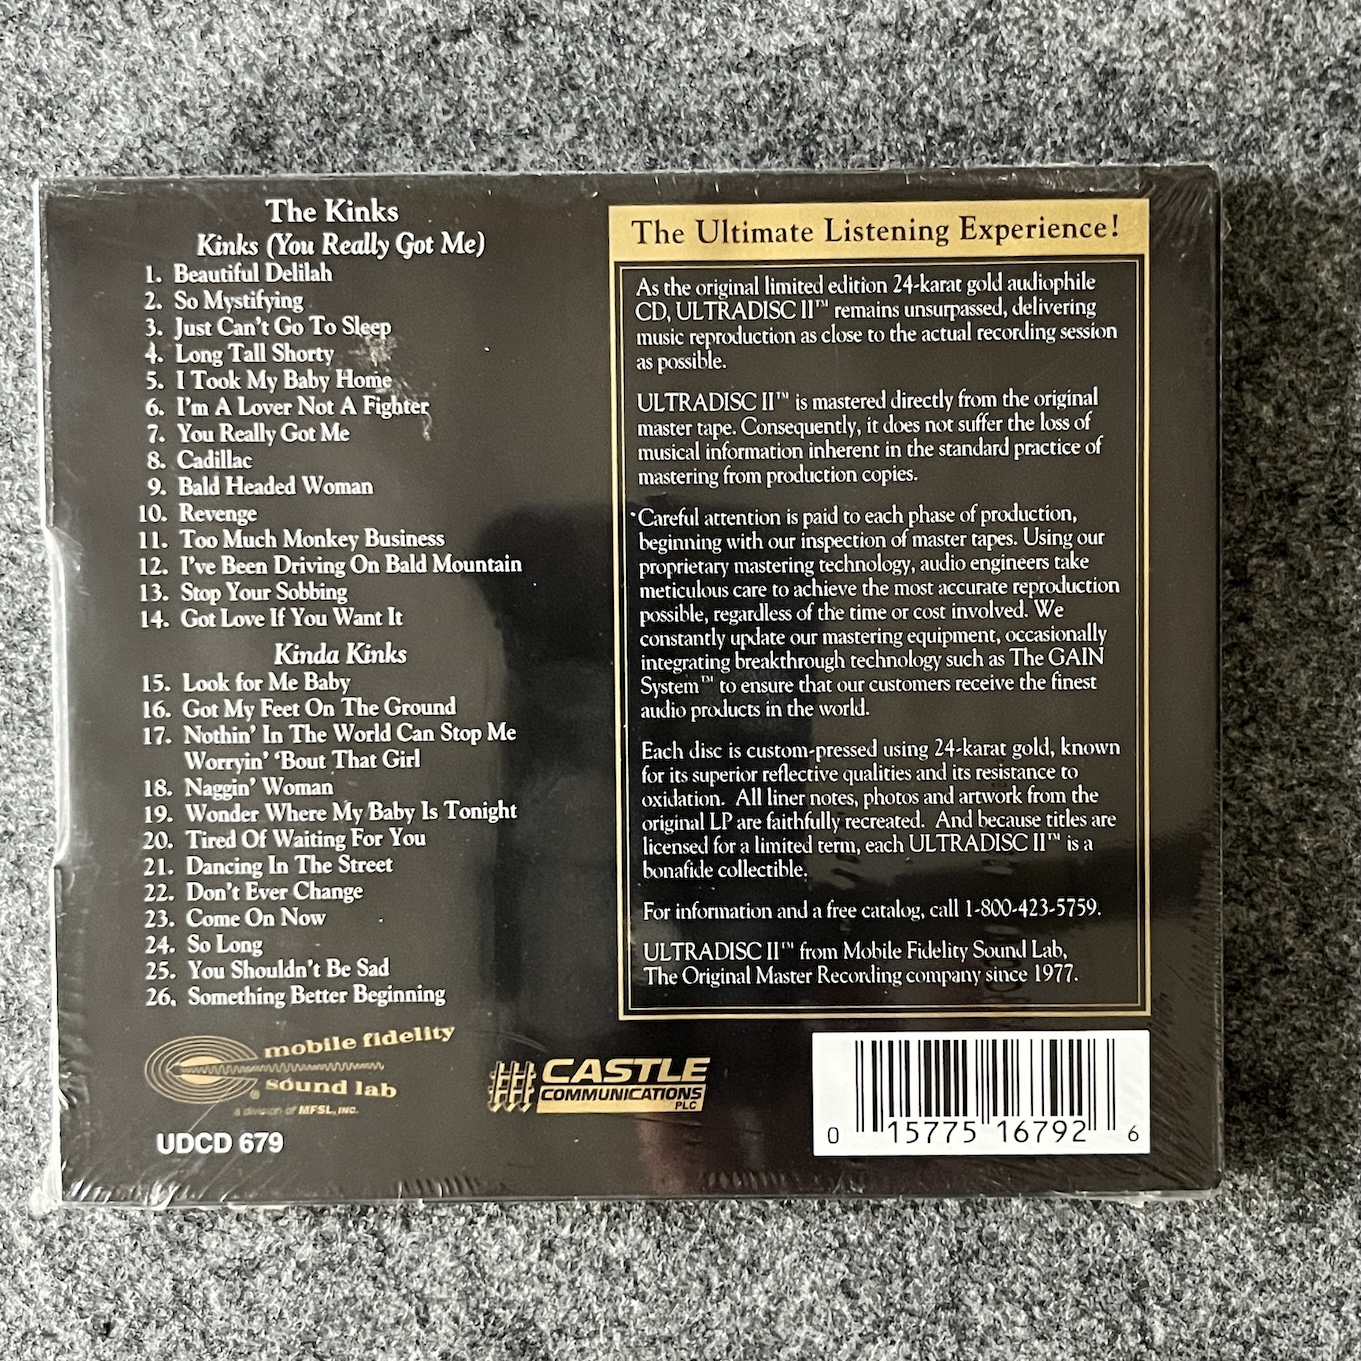 The Kinks
Kinks (You Really Got Me)
1. Beautiful Delilah
2. So Mystifying
3. Just Can't Go To Sleep
4. Long Tall Shorty
5. I Took My Baby Home
6. I'm A Lover Not A Fighter
7. You Really Got Me
8. Cadillac
9. Bald Headed Woman
10. Revenge
11. Too Much Monkey Business
12. I've Been Driving On Bald Mountain
13. Stop Your Sobbing
14. Got Love If You Want It
Kinda Kinks
15. Look for Me Baby
16. Got My Feet On The Ground
17. Nothin' In The World Can Stop Me
Worryin' 'Bout That Girl
18. Naggin' Woman
19. Wonder Where My Baby Is Tonight
20. Tired Of Waiting For You
21. Dancing In The Street
22. Don't Ever Change
23. Come On Now
24. So Long
25. You Shouldn't Be Sad
26. Something Better Beginning
mobile fidelity
sound lab
®
a division of MFSL, INC.
UDCD 679
CASTLE
COMMUNICATIONS
PLC
The Ultimate Listening Experience!
As the original limited edition 24-karat gold audiophile
CD, ULTRADISC II™ remains unsurpassed, delivering
music reproduction as close to the actual recording session
as possible.
ULTRADISC II™ is mastered directly from the original
master tape. Consequently, it does not suffer the loss of
musical information inherent in the standard practice of
mastering from production copies.
Careful attention is paid to each phase of production,
beginning with our inspection of master tapes. Using our
proprietary mastering technology, audio engineers take
meticulous care to achieve the most accurate reproduction
possible, regardless of the time or cost involved. We
constantly update our mastering equipment, occasionally
integrating breakthrough technology such as The GAIN
System™ to ensure that our customers receive the finest
audio products in the world.
Each disc is custom-pressed using 24-karat gold, known
for its superior reflective qualities and its resistance to
oxidation. All liner notes, photos and artwork from the
original LP are faithfully recreated. And because titles are
licensed for a limited term, each ULTRADISC II™ is a
bonafide collectible.
For information and a free catalog, call 1-800-423-5759.
ULTRADISC II™ from Mobile Fidelity Sound Lab,
The Original Master Recording company since 1977.
0 15775 16792 6